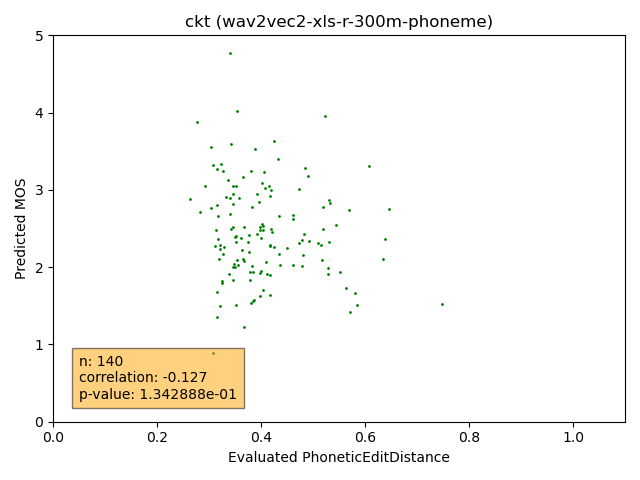 ckt (wav2vec2-xls-r-300m-phoneme)
5
4
3
2
1
0
Predicted MOS
n: 140
correlation: -0.127
p-value: 1.342888e-01
0.0 0.2 0.4 0.6 0.8 1.0
Evaluated PhoneticEditDistance